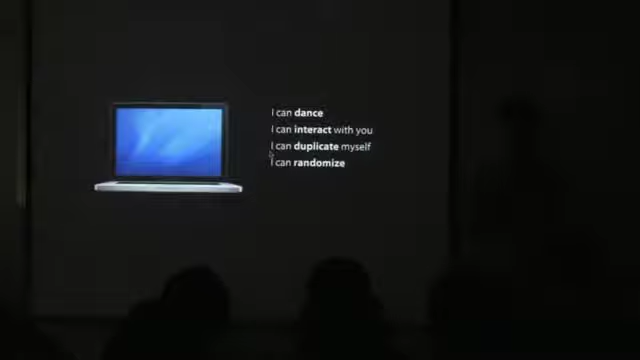 I can dance
I can interact with you
I can duplicate myself
I can randomize